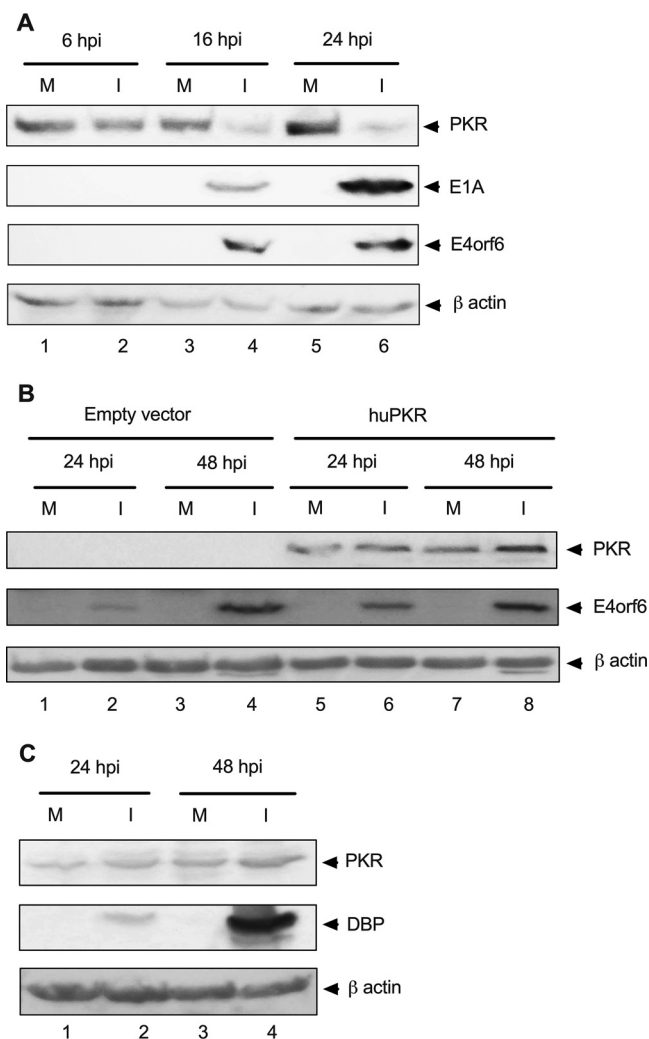 A
6 hpi 16 hpi 24 hpi
M I M I M I
PKR
E1A
E4orf6
β actin
1 2 3 4 5 6
B
Empty vector huPKR
24 hpi 48 hpi 24 hpi 48 hpi
M I M I M I M I
PKR
E4orf6
β actin
1 2 3 4 5 6 7 8
C
24 hpi 48 hpi
M I M I
PKR
DBP
β actin
1 2 3 4